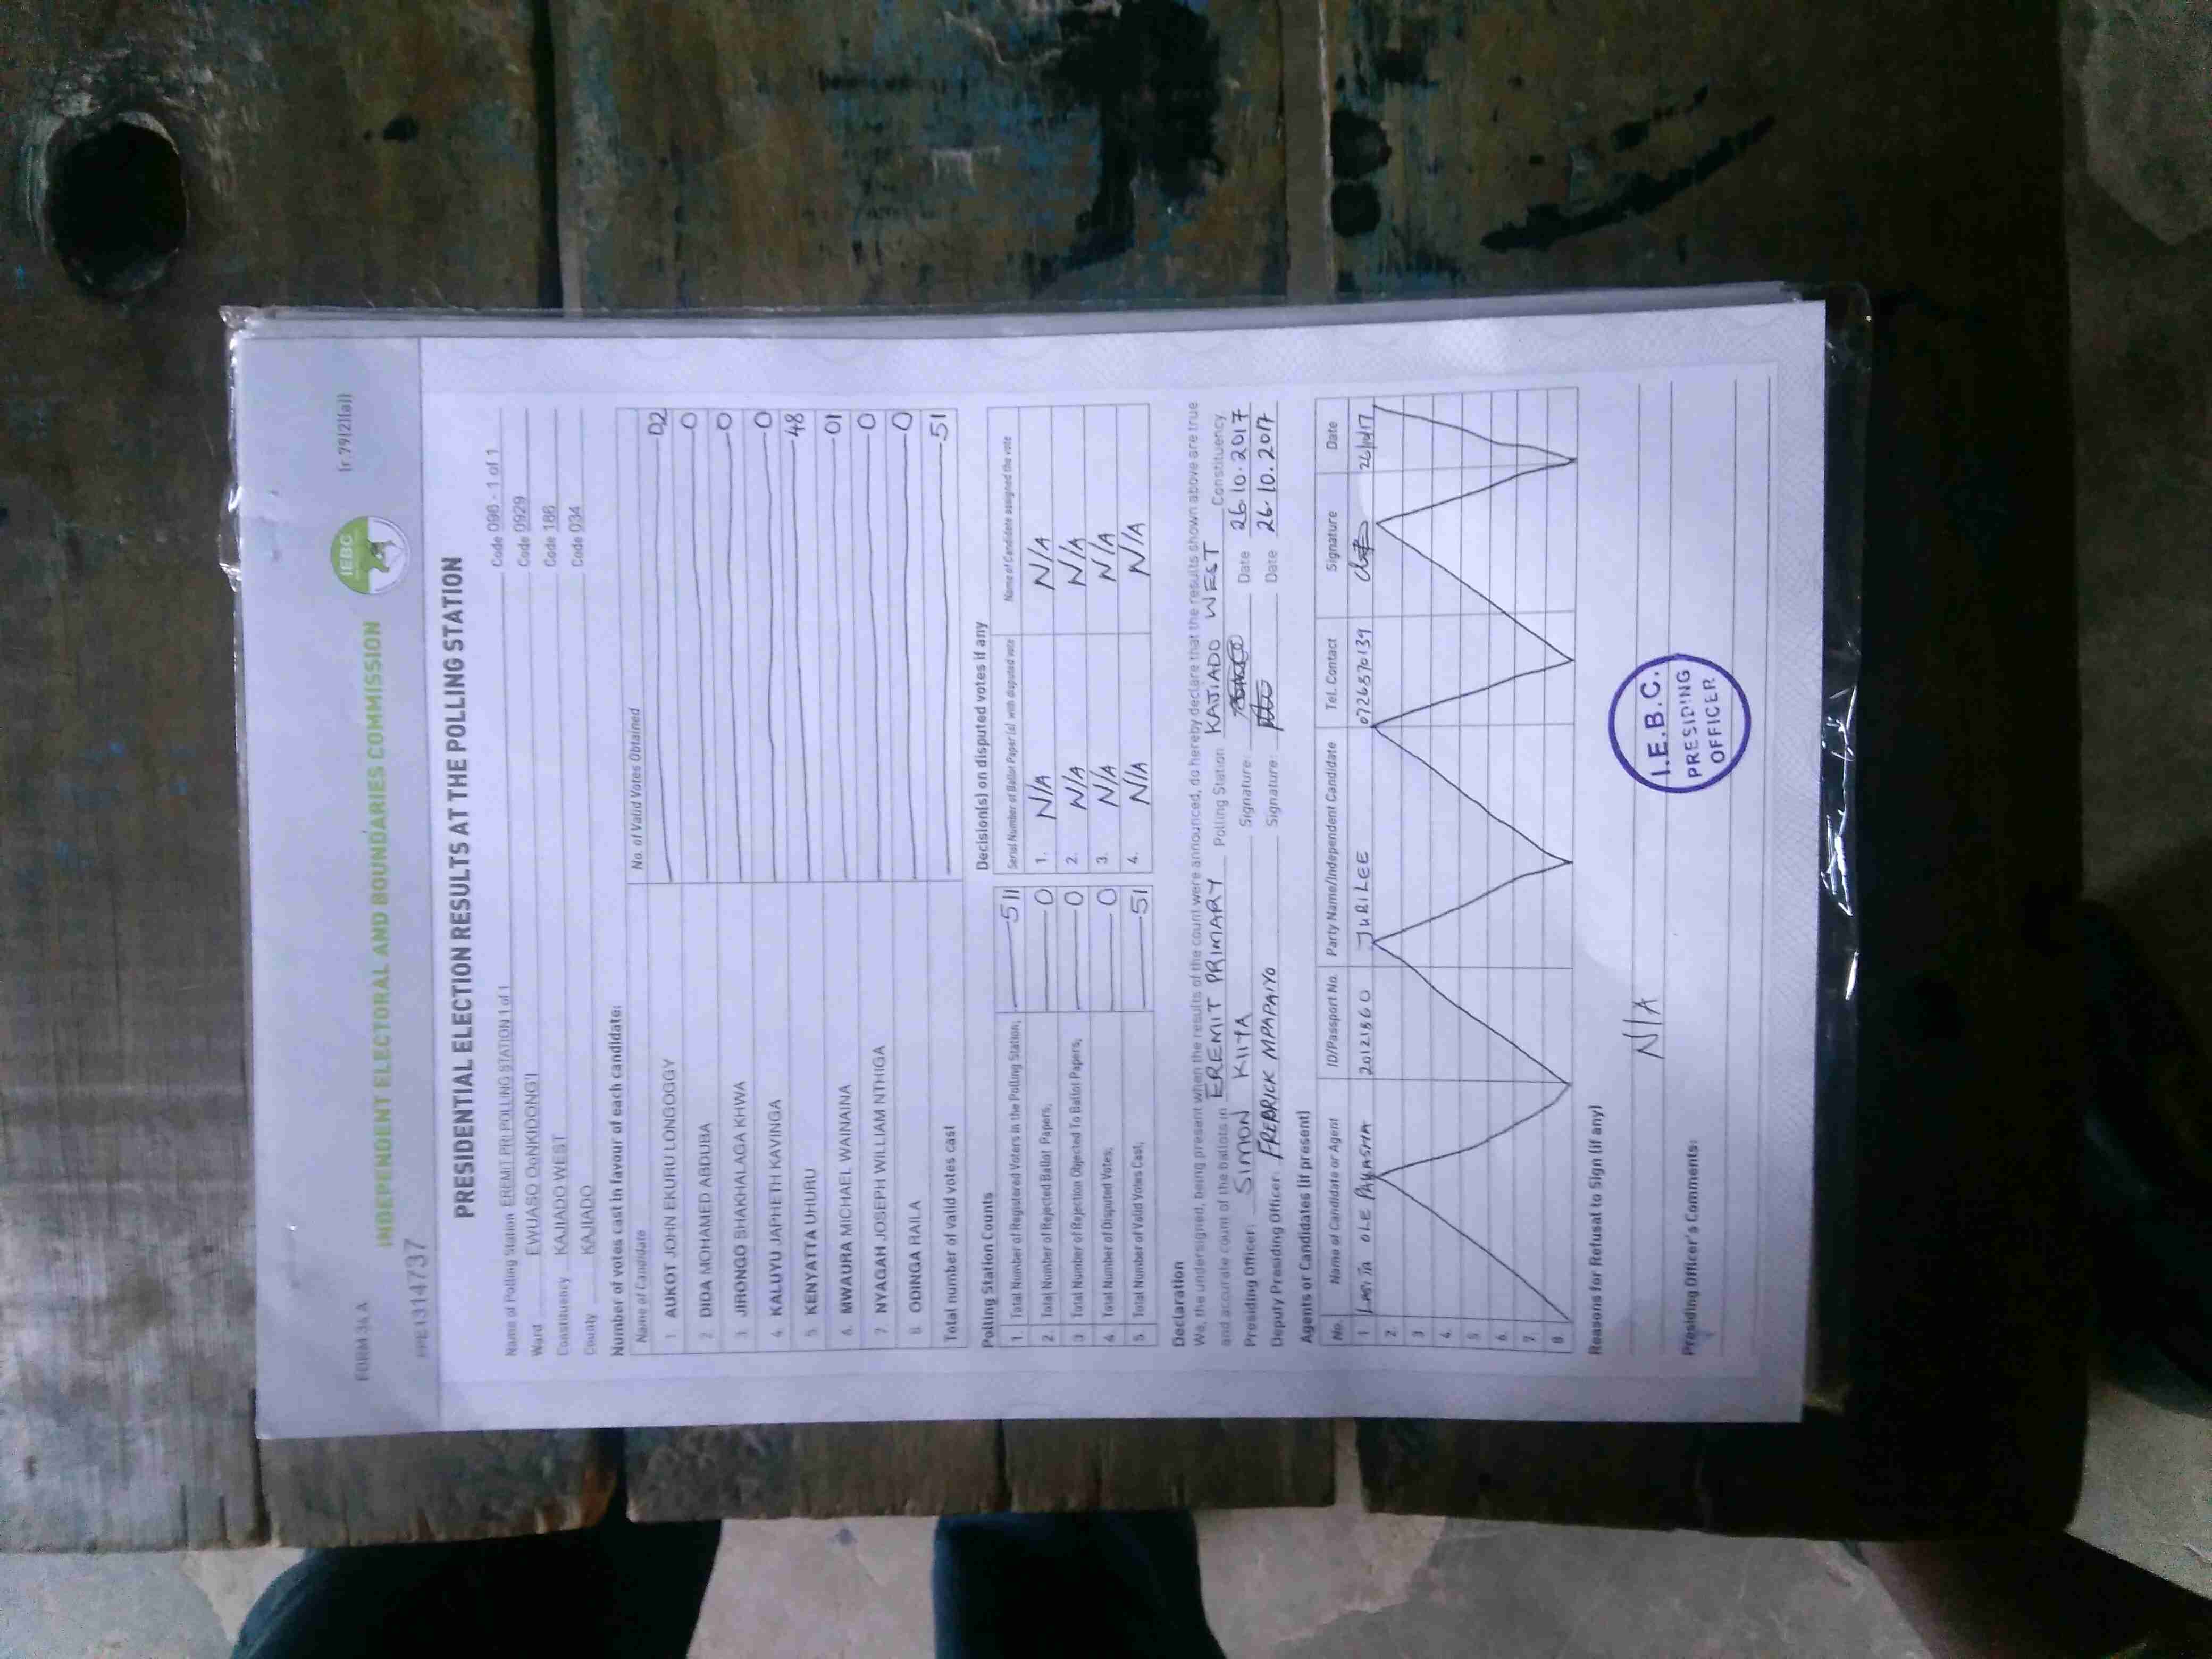 FORM 34A
INDEPENDENT ELECTORAL AND BOUNDARIES COMMISSION
IEBC
(r.79(2)(a))
PRE1314737
PRESIDENTIAL ELECTION RESULTS AT THE POLLING STATION
Name of Polling Station EREMIT PRI POLLING STATION 1 of 1 Code 090 - 1 of 1
Ward EWUASO OoNKIDONG'I Code 0929
Constituency KAJIADO WEST Code 186
County KAJIADO Code 034
Number of votes cast in favour of each candidate:
Name of Candidate No. of Valid Votes Obtained
1 AUKOT JOHN EKURU LONGOGGY 02
2. DIDA MOHAMED ABDUBA 0
3. JIRONGO SHAKHALAGA KHWA 0
4. KALUYU JAPHETH KAVINGA 0
5 KENYATTA UHURU 48
6. MWAURA MICHAEL WAINAINA 01
7. NYAGAH JOSEPH WILLIAM NTHIGA 0
8 ODINGA RAILA 0
Total number of valid votes cast 51
Polling Station Counts
1. Total Number of Registered Voters in the Polling Station; 511
2 Total Number of Rejected Ballot Papers; 0
3 Total Number of Rejection Objected To Ballot Papers; 0
4 Total Number of Disputed Votes; 0
5 Total Number of Valid Votes Cast; 51
Decision(s) on disputed votes if any
Serial Number of Ballot Paper (s) with disputed vote Name of Candidate assigned the vote
1. N/A N/A
2. N/A N/A
3. N/A N/A
4. N/A N/A
Declaration
We, the undersigned, being present when the results of the count were announced, do hereby declare that the results shown above are true
and accurate count of the ballots in EREMIT PRIMARY Polling Station KAJIADO WEST Constituency
Presiding Officer: SIMON Signature: Date 26.10.2017
Deputy Presiding Officer: FREDRICK MPAPAIYO Signature: Date 26.10.2017
Agents or Candidates (if present)
No. Name of Candidate or Agent ID/Passport No. Party Name/Independent Candidate Tel. Contact Signature Date
1 OLE JUBILEE
2.
3
4.
5.
6.
7.
8.
Reasons for Refusal to Sign (if any)
N/A
Presiding Officer's Comments:
I.E.B.C.
PRESIDING
OFFICER